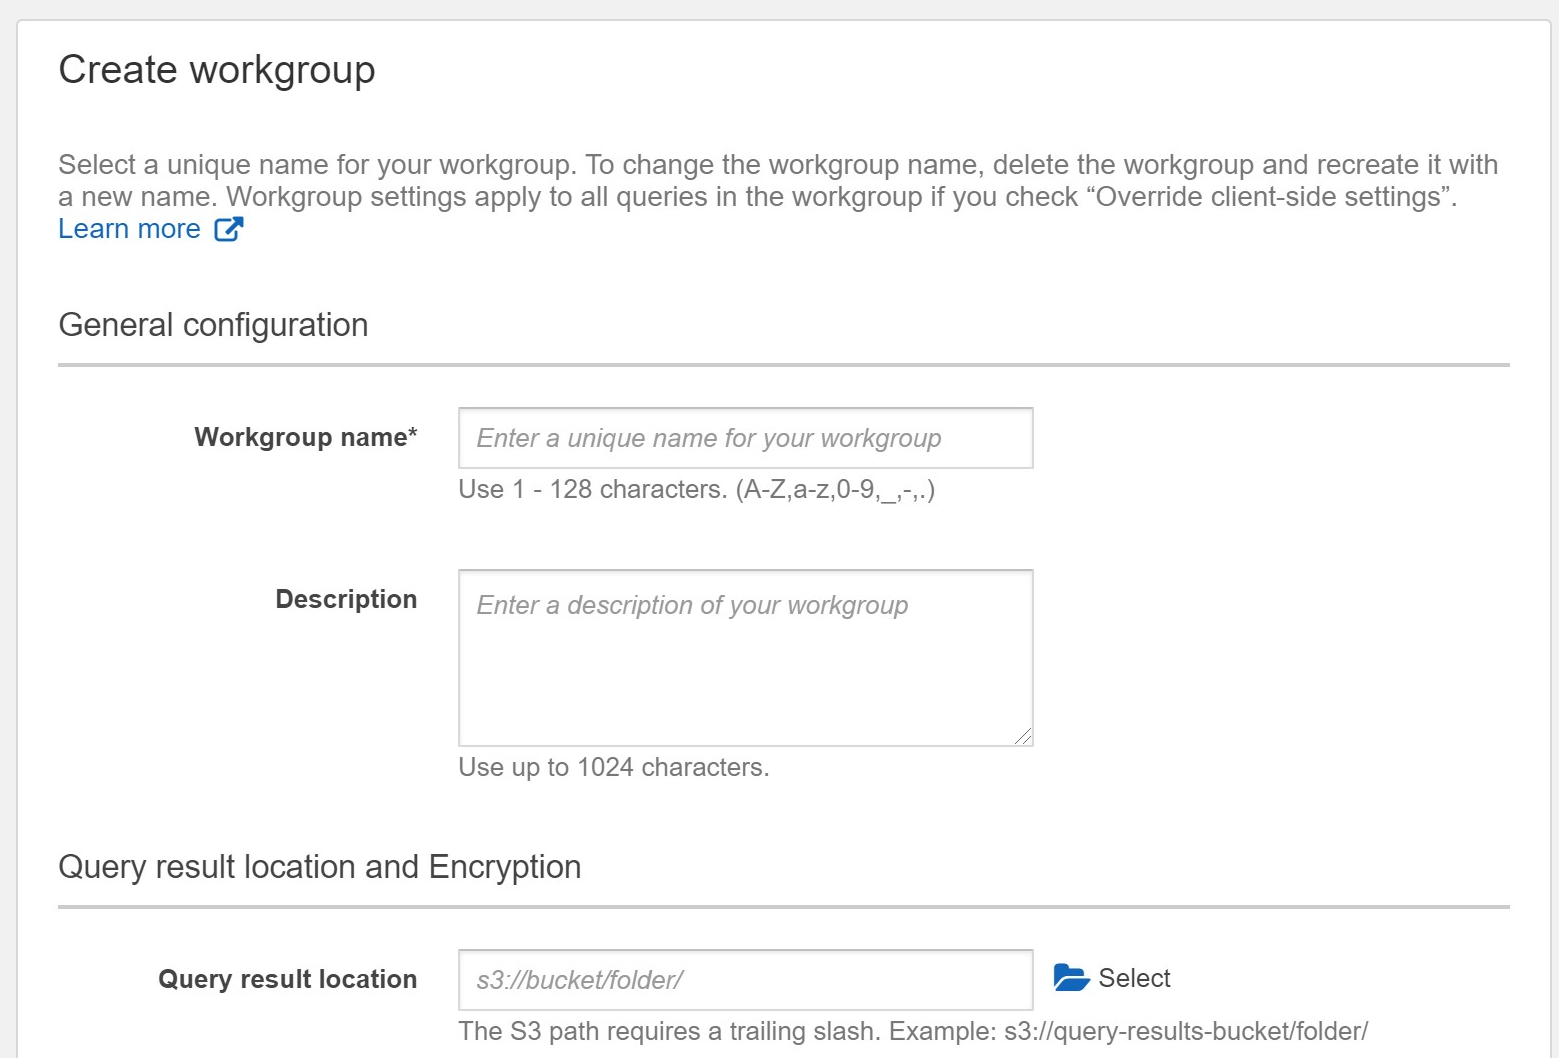 Create workgroup
Select a unique name for your workgroup. To change the workgroup name, delete the workgroup and recreate it with
a new name. Workgroup settings apply to all queries in the workgroup if you check “Override client-side settings”.
Learn more
General configuration
Workgroup name*
Enter a unique name for your workgroup
Use 1 - 128 characters. (A-Z,a-z,0-9,_,-,.)
Description
Enter a description of your workgroup
Use up to 1024 characters.
Query result location and Encryption
Query result location
s3://bucket/folder/
Select
The S3 path requires a trailing slash. Example: s3://query-results-bucket/folder/